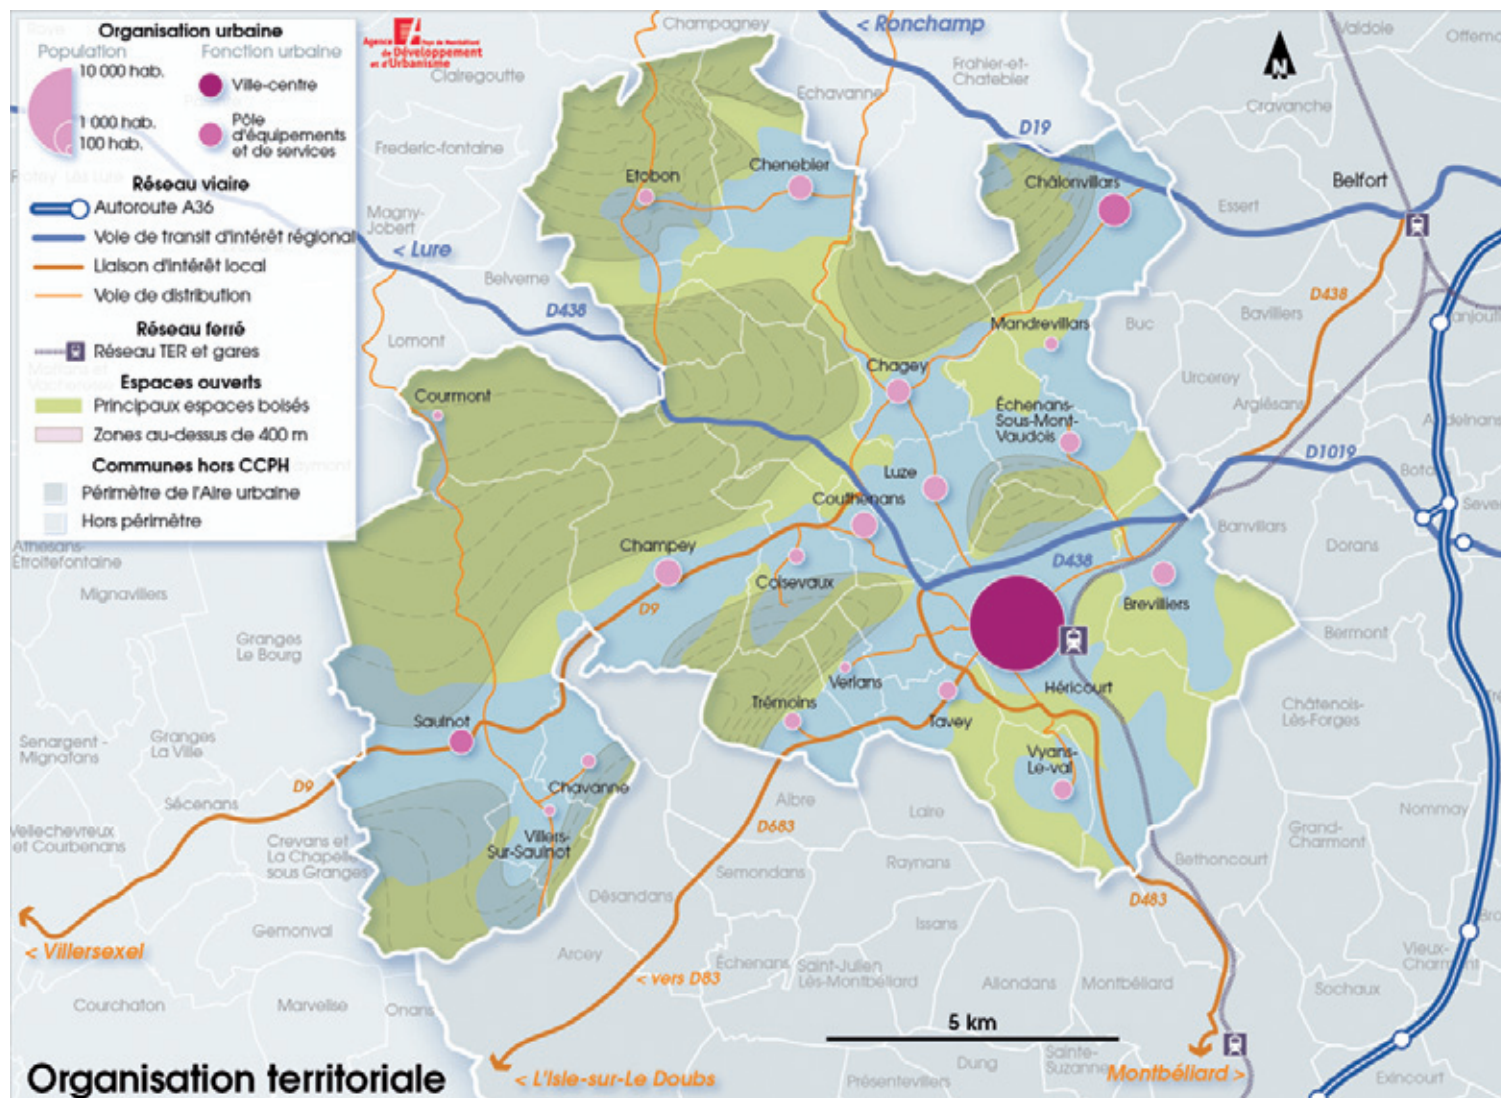 Organisation urbaine
Population
Fonction urbaine
10 000 hab.
1 000 hab.
100 hab.
Ville-centre
Pôle
d'équipements
et de services
Réseau viaire
Autoroute A36
Voie de transit d'intérêt régional
Liaison d'intérêt local
Voie de distribution
Réseau ferré
Réseau TER et gares
Espaces ouverts
Principaux espaces boisés
Zones au-dessus de 400 m
Communes hors CCPH
Périmètre de l'Aire urbaine
Hors périmètre
Agence
Pays de Montbéliard
de Développement
et d'Urbanisme
Champagney
< Ronchamp
Valdoie
Clairegoutte
Echavanne
Frahier-et-
Chatebier
N
Cravanche
D19
Frederic-fontaine
Etobon
Chenebier
Châlonvillars
Belfort
Essert
Magny-
Jobert
< Lure
Belverne
D438
D438
Bavilliers
Mandrevillars
Buc
Lomont
Chagey
Urcerey
Courmont
Échenans-
Sous-Mont-
Vaudois
Argiésans
Andelnans
D1019
Luze
Couthenans
Banvillars
Dorans
Athesans-
Étroitefontaine
Champey
Coisevaux
D438
Mignavillers
D9
Brevilliers
Granges
Le Bourg
Bermont
Verlans
Héricourt
Saulnot
Trémoins
Tavey
Châtenois-
Lès-Forges
Senargent -
Mignafans
Granges
La Ville
Vyans-
Le-val
D9
Chavanne
Sécenans
Aibre
Laire
Nommay
Vellechevreux
et Courbenans
Crevans et
La Chapelle
sous Granges
Villers-
Sur-Saulnot
D683
Grand-
Charmont
Raynans
Bethoncourt
Semondans
Désandans
D483
Issans
Gemonval
< Villersexel
Arcey
Vieux-
Charmont
< vers D83
Échenans
Saint-Julien
Lès-Montbéliard
Allondans
Montbéliard
Sochaux
Courchaton
Marvelise
Onans
5 km
Dung
Sainte-
Suzanne
Organisation territoriale
< L'Isle-sur-Le Doubs
Présentevillers
Montbéliard >
Exincourt